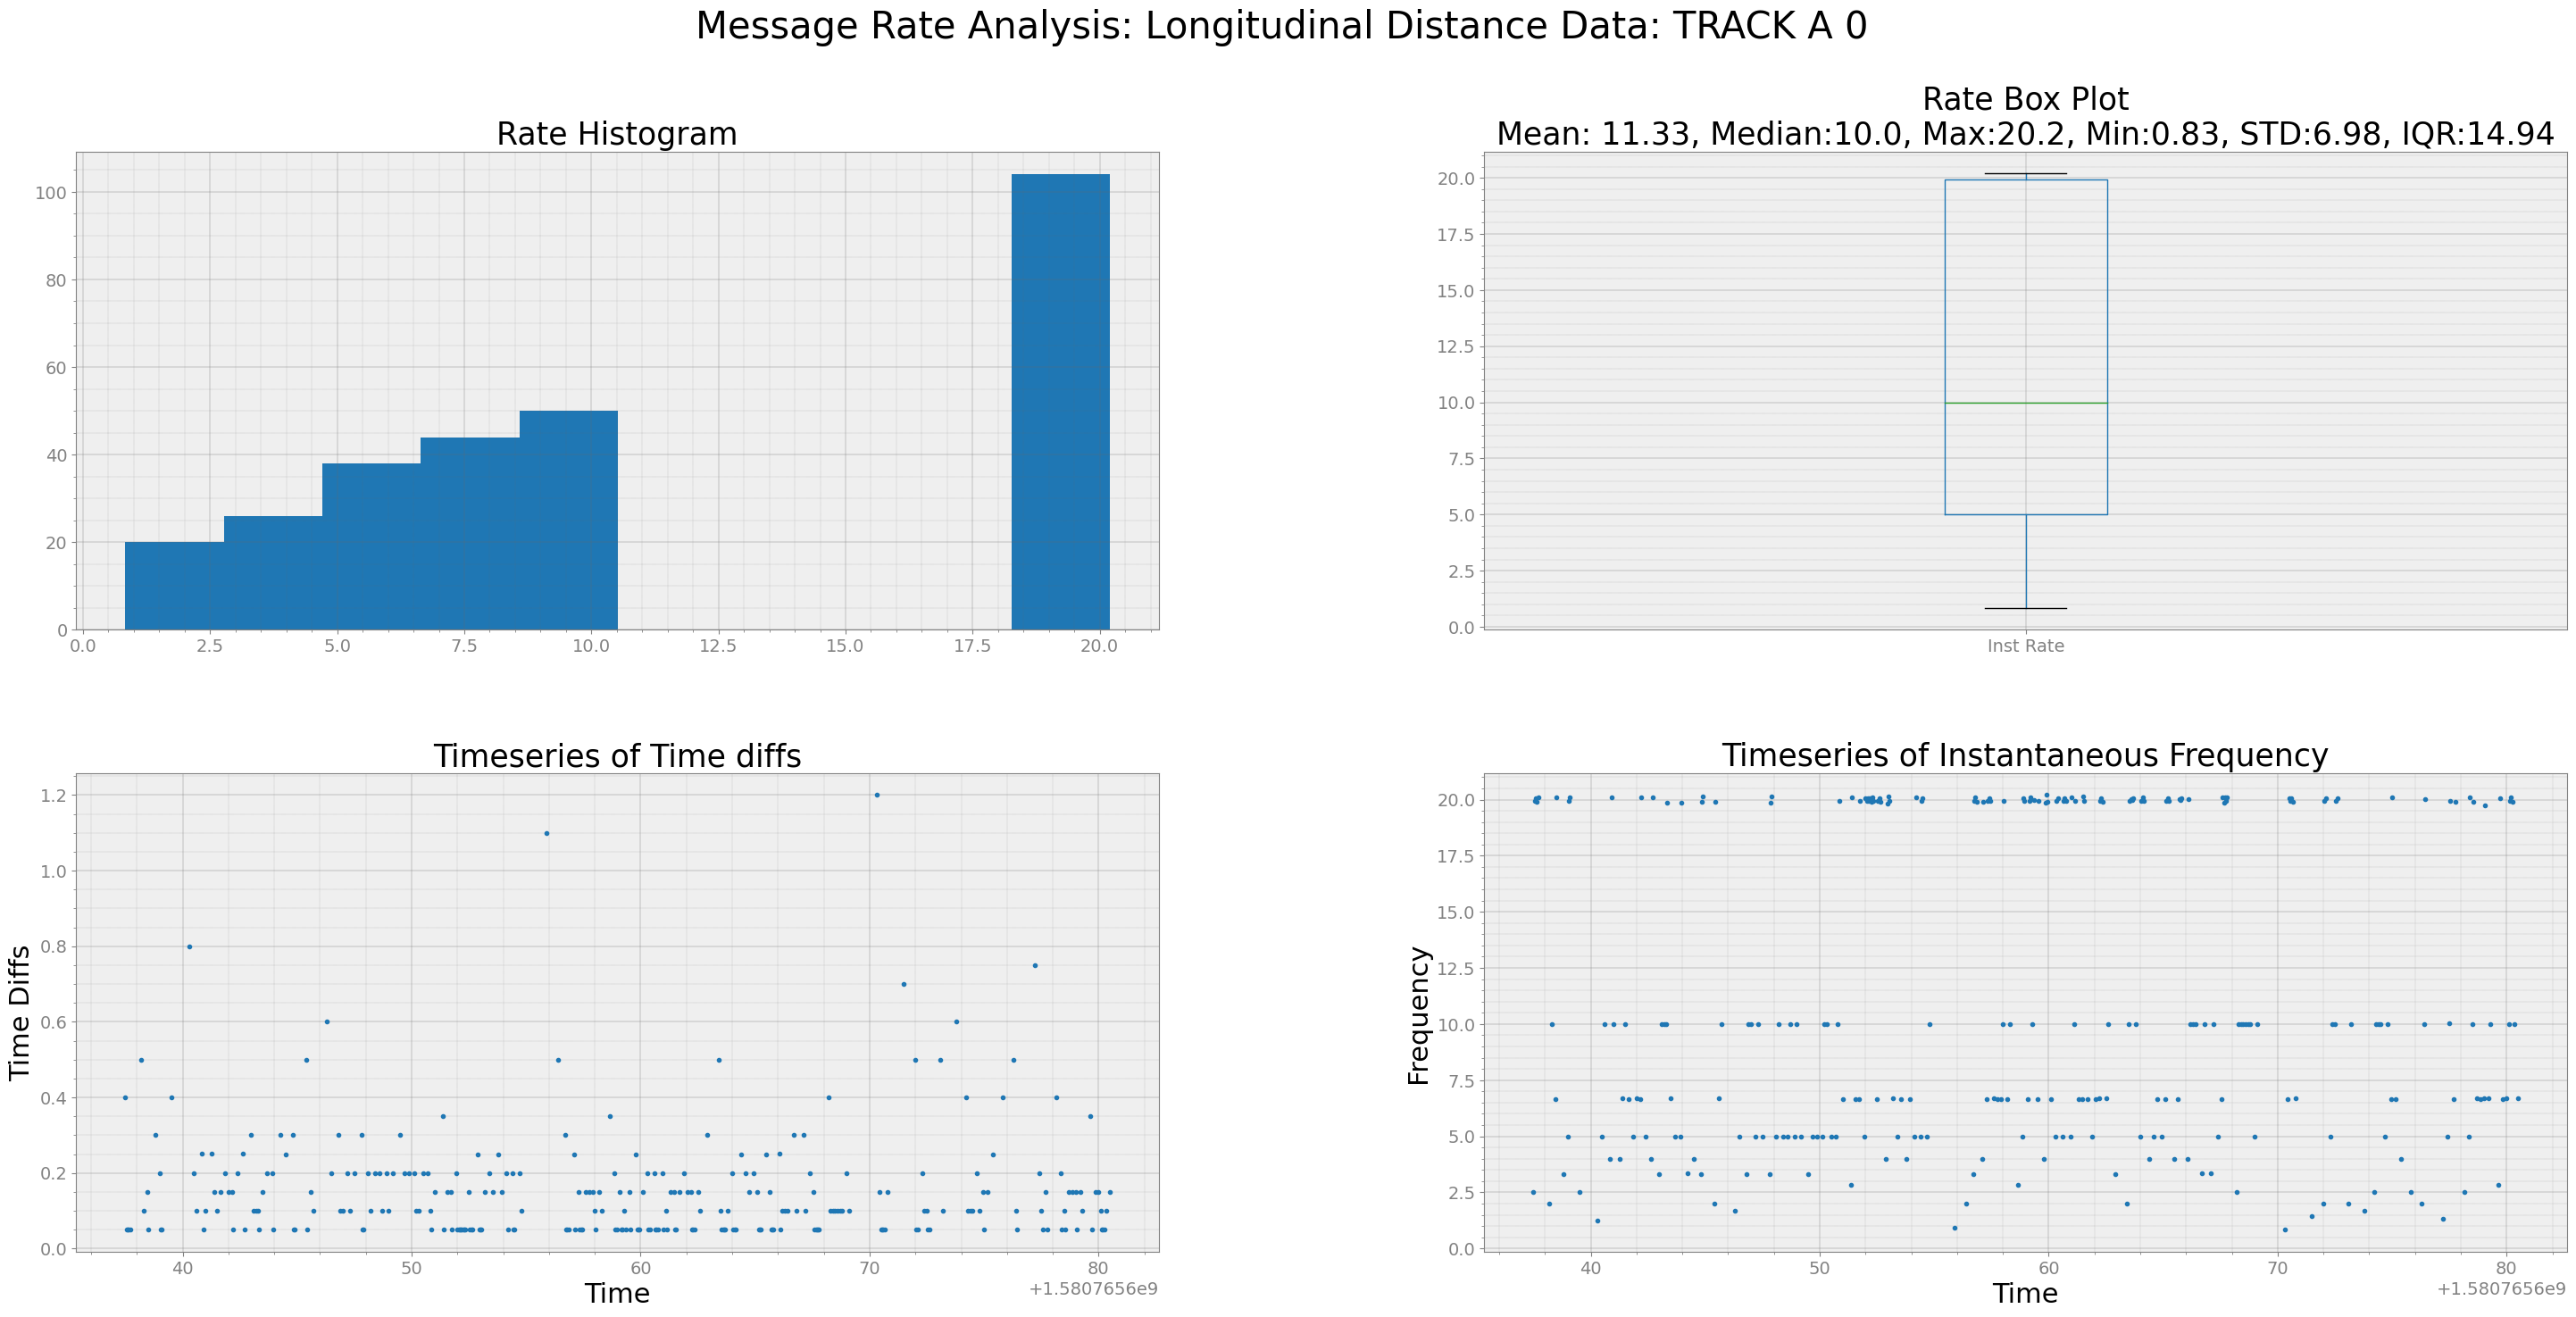 Message Rate Analysis: Longitudinal Distance Data: TRACK A 0
Rate Histogram
100
80
60
40
20
0
0.0 2.5 5.0 7.5 10.0 12.5 15.0 17.5 20.0
Rate Box Plot
Mean: 11.33, Median:10.0, Max:20.2, Min:0.83, STD:6.98, IQR:14.94
20.0
17.5
15.0
12.5
10.0
7.5
5.0
2.5
0.0
Inst Rate
Timeseries of Time diffs
Time Diffs
1.2
1.0
0.8
0.6
0.4
0.2
0.0
40 50 60 70 80
+1.5807656e9
Time
Timeseries of Instantaneous Frequency
Frequency
20.0
17.5
15.0
12.5
10.0
7.5
5.0
2.5
0.0
40 50 60 70 80
+1.5807656e9
Time